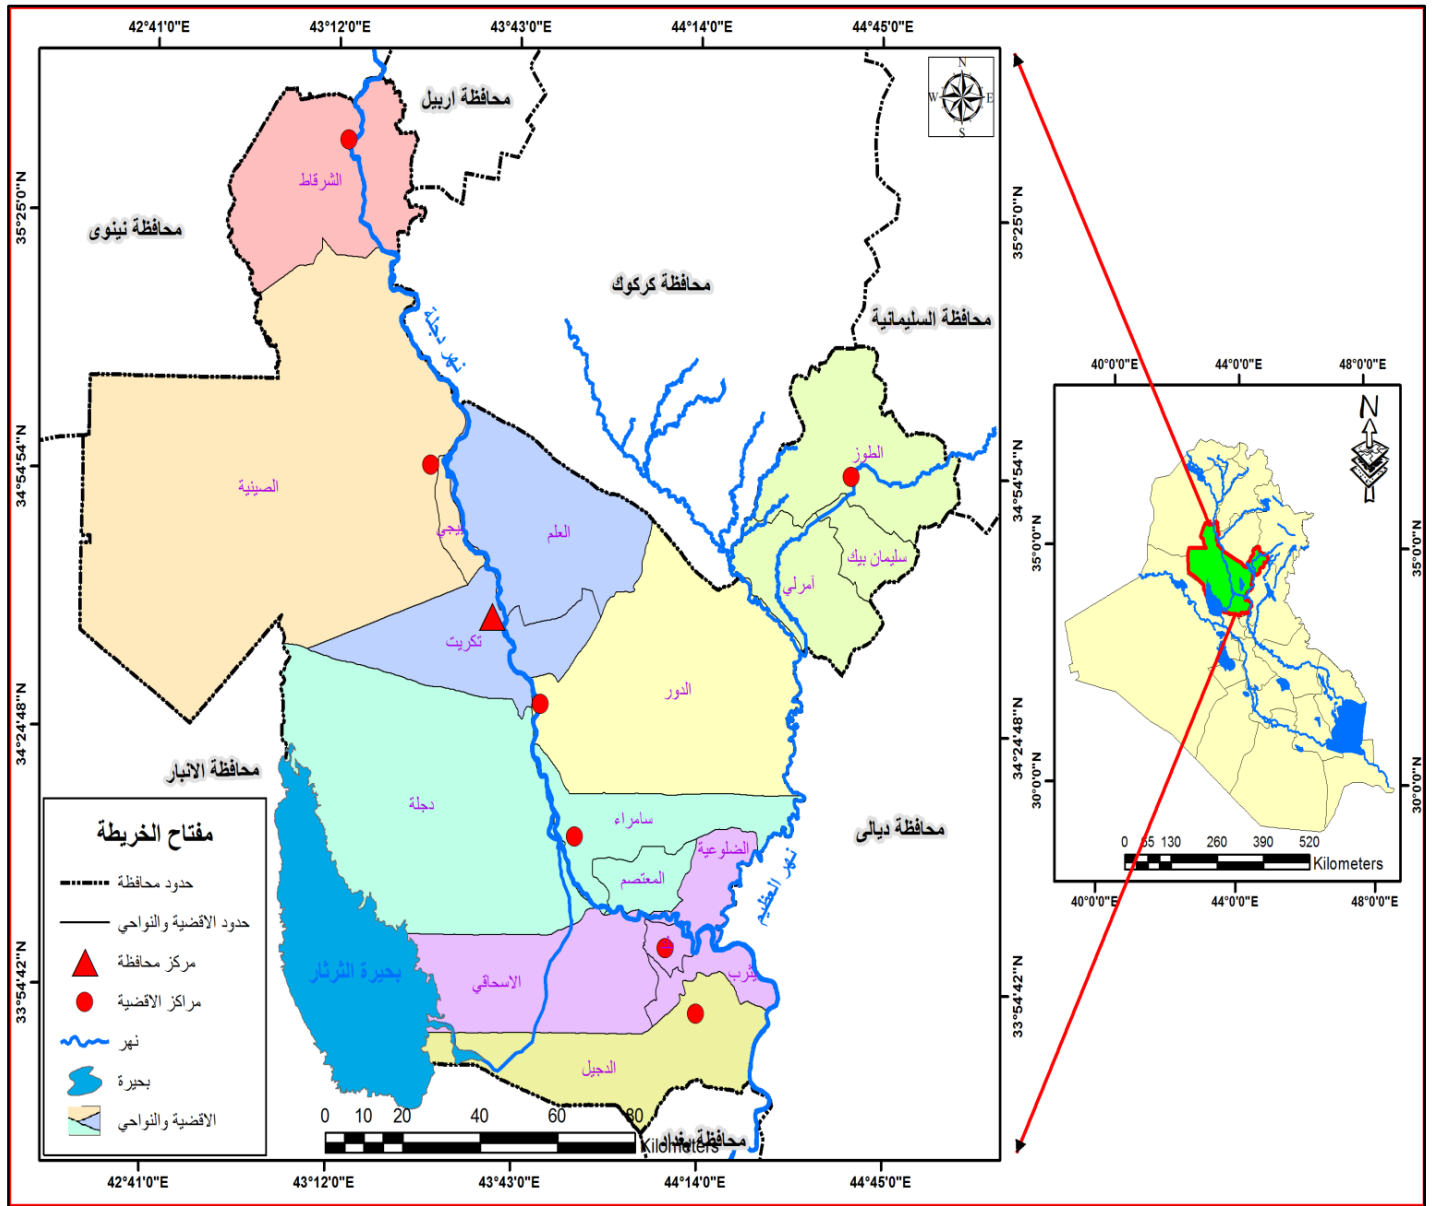 42°41'0"E 43°12'0"E 43°43'0"E 44°14'0"E 44°45'0"E
N
W E
S
محافظة اربيل
الشرقاط
35°25'0"N
35°25'0"N
محافظة نينوى
محافظة كركوك
محافظة السليمانية
نهر دجلة
40°0'0"E 44°0'0"E 48°0'0"E
N
الطوز
34°54'54"N
34°54'54"N
الصينية
بيجي
العلم
سليمان بيك
آمرلي
35°0'0"N
35°0'0"N
تكريت
الدور
34°24'48"N
34°24'48"N
30°0'0"N
30°0'0"N
محافظة الانبار
دجلة
سامراء
محافظة ديالى
الضلوعية
المعتصم
نهر العظيم
0 65 130 260 390 520
Kilometers
40°0'0"E 44°0'0"E 48°0'0"E
مفتاح الخريطة
حدود محافظة
حدود الاقضية والنواحي
مركز محافظة
مراكز الاقضية
نهر
بحيرة
الاقضية والنواحي
بحيرة الثرثار
الاسحاقي
يثرب
33°54'42"N
33°54'42"N
الدجيل
0 10 20 40 60 80
Kilometers
محافظة بغداد
42°41'0"E 43°12'0"E 43°43'0"E 44°14'0"E 44°45'0"E